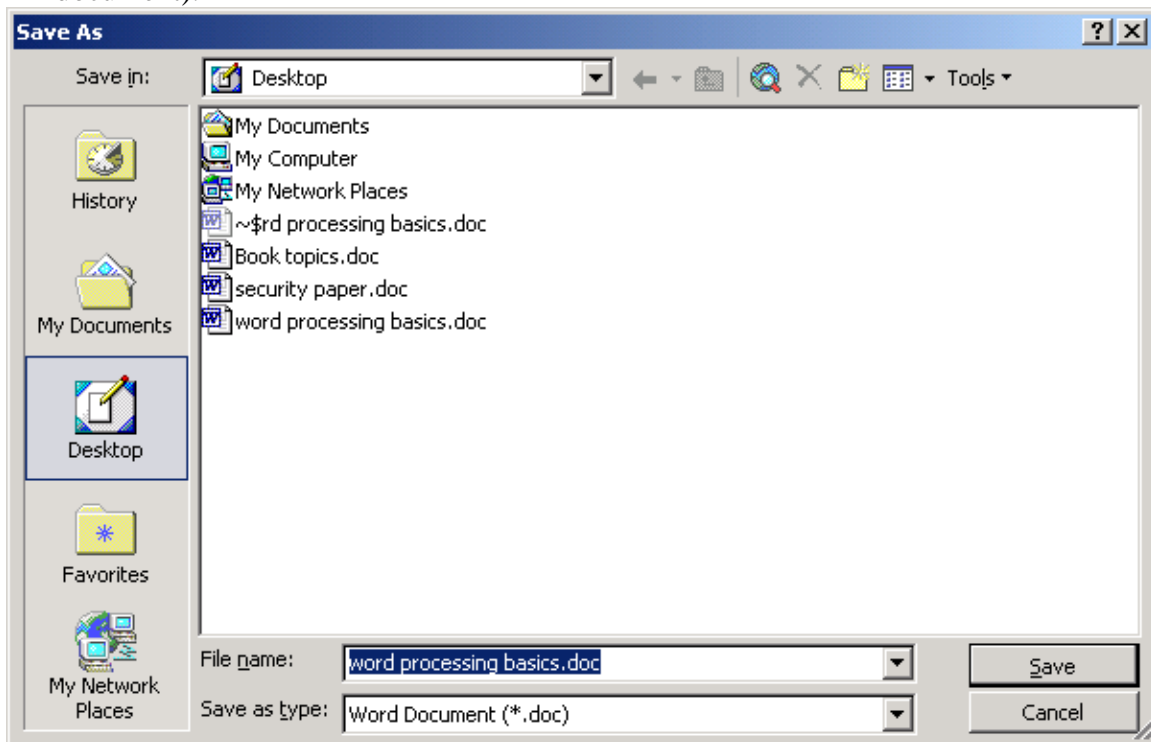 Save As
Save in:
Desktop
Tools
History
My Documents
Desktop
Favorites
My Network
Places
My Documents
My Computer
My Network Places
~$rd processing basics.doc
Book topics.doc
security paper.doc
word processing basics.doc
File name:
word processing basics.doc
Save
Save as type:
Word Document (*.doc)
Cancel